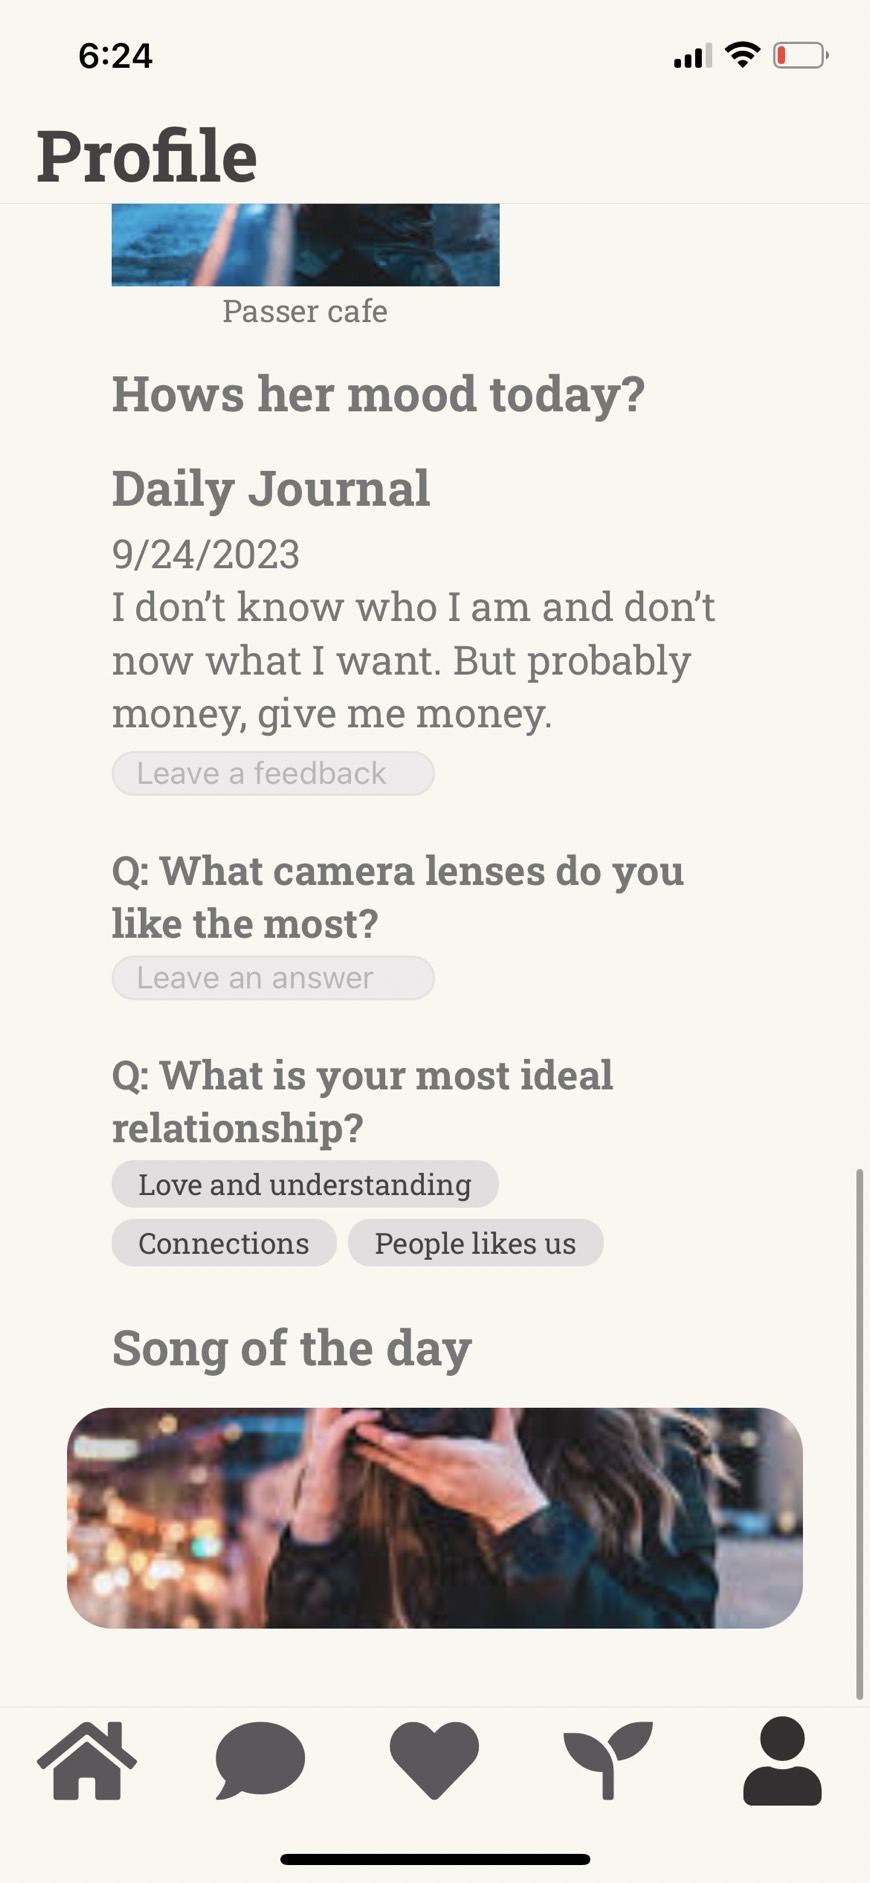 6:24
Profile
Passer cafe
Hows her mood today?
Daily Journal
9/24/2023
I don’t know who I am and don’t
now what I want. But probably
money, give me money.
Leave a feedback
Q: What camera lenses do you
like the most?
Leave an answer
Q: What is your most ideal
relationship?
Love and understanding
Connections People likes us
Song of the day